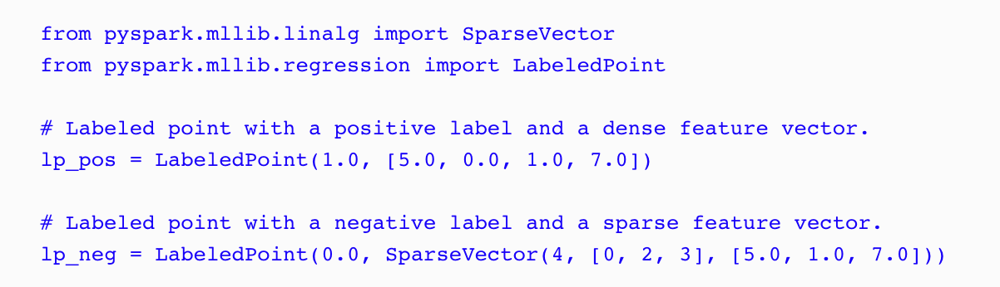 from pyspark.mllib.linalg import SparseVector
from pyspark.mllib.regression import LabeledPoint
# Labeled point with a positive label and a dense feature vector.
lp_pos = LabeledPoint(1.0, [5.0, 0.0, 1.0, 7.0])
# Labeled point with a negative label and a sparse feature vector.
lp_neg = LabeledPoint(0.0, SparseVector(4, [0, 2, 3], [5.0, 1.0, 7.0]))